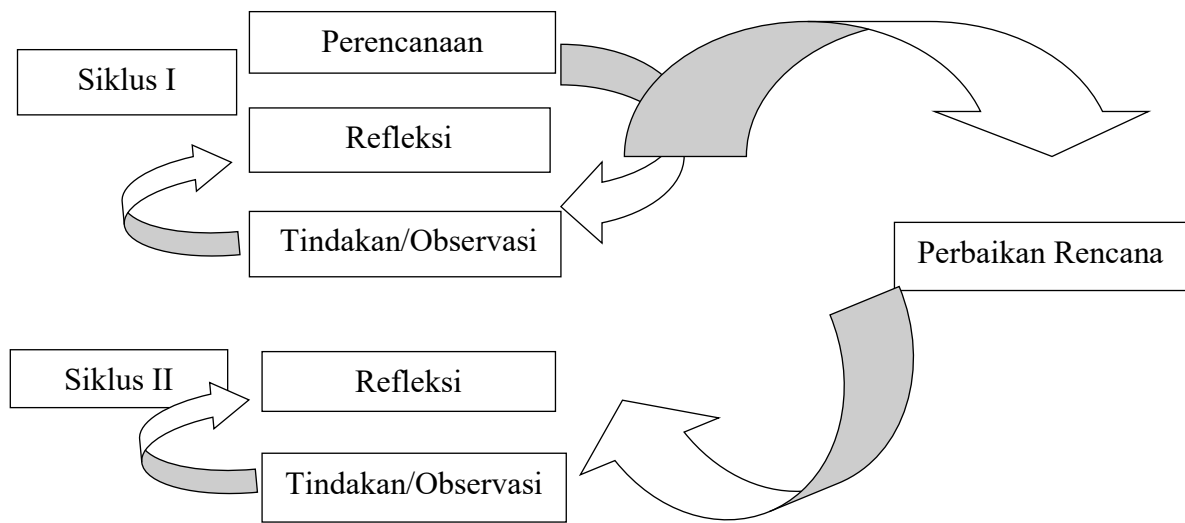 Perencanaan
Siklus I
Refleksi
Tindakan/Observasi
Perbaikan Rencana
Siklus II
Refleksi
Tindakan/Observasi